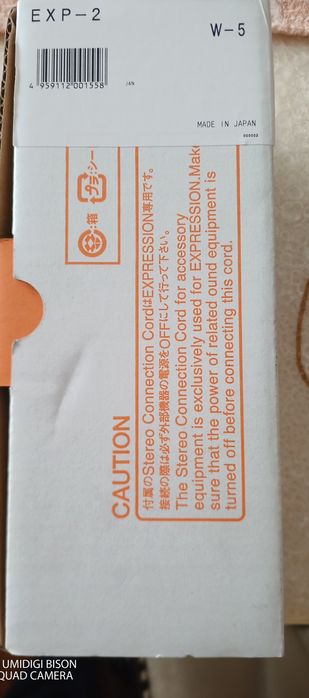 EXP-2
W-5
4 959112 001558
JAN
MADE IN JAPAN
プラ:シー
箱
CAUTION
付属のStereo Connection CordはEXPRESSION専用です。
接続の際は必ず外部機器の電源をOFFにして行って下さい。
The Stereo Connection Cord for accessory
equipment is exclusively used for EXPRESSION.Make
sure that the power of related ound equipment is
turned off before connecting this cord.
UMIDIGI BISON
QUAD CAMERA